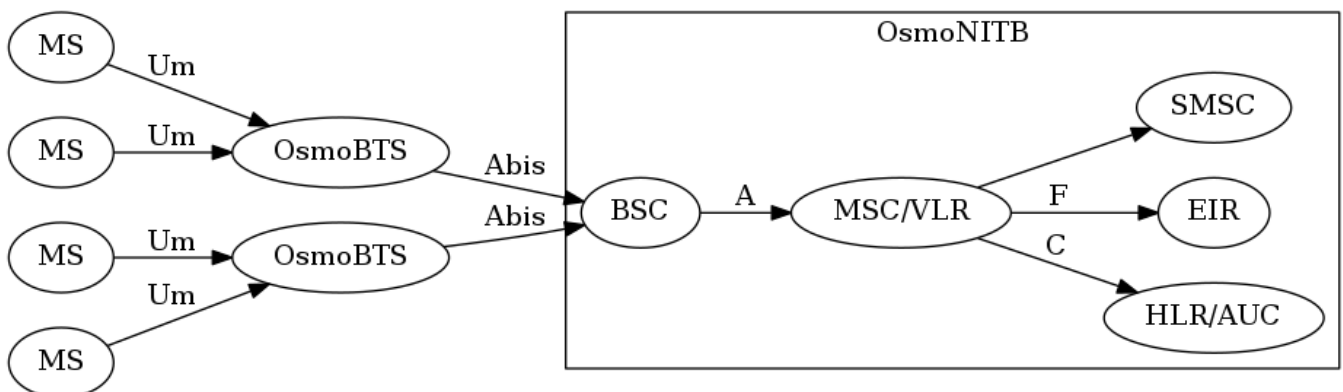 OsmoNITB
MS
Um
MS
Um
OsmoBTS
MS
Um
OsmoBTS
MS
Um
Abis
Abis
BSC
A
MSC/VLR
SMSC
F
EIR
C
HLR/AUC